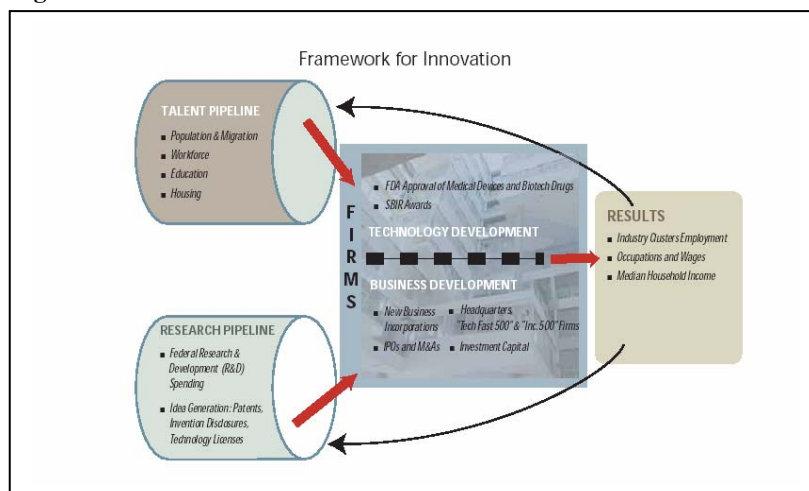 Framework for Innovation
TALENT PIPELINE
■ Population & Migration
■ Workforce
■ Education
■ Housing
FIRMS
■ FDA Approval of Medical Devices and Biotech Drugs
■ SBIR Awards
TECHNOLOGY DEVELOPMENT
BUSINESS DEVELOPMENT
■ New Business
Incorporations
■ IPOs and M&As
■ Headquarters,
"Tech Fast 500" & "Inc. 500" Firms
■ Investment Capital
RESULTS
■ Industry Clusters Employment
■ Occupations and Wages
■ Median Household Income
RESEARCH PIPELINE
■ Federal Research &
Development (R&D)
Spending
■ Idea Generation: Patents,
Invention Disclosures,
Technology Licenses